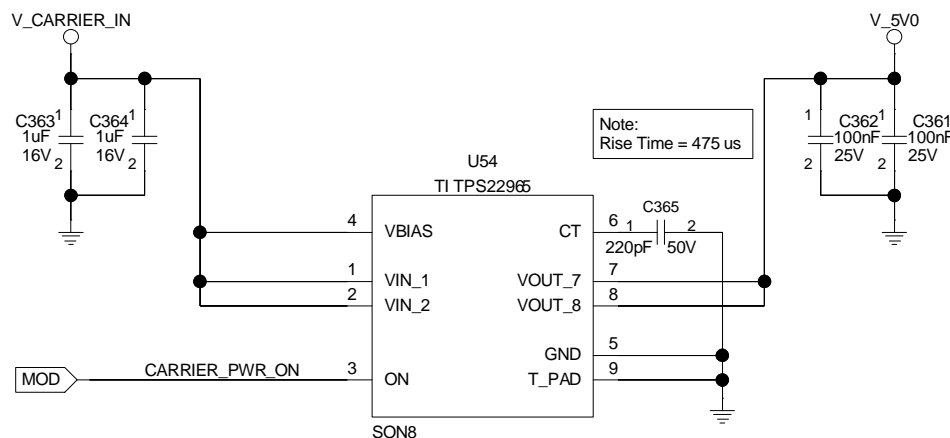 V_CARRIER_IN
V_5V0
C363
1
1uF
16V
2
C364
1
1uF
16V
2
Note:
Rise Time = 475 us
1
C362
100nF
25V
2
1
C361
100nF
25V
2
U54
TI TPS22965
4
VBIAS
CT
6
1
C365
2
220pF
50V
1
VIN_1
VOUT_7
7
2
VIN_2
VOUT_8
8
GND
5
MOD
CARRIER_PWR_ON
3
ON
T_PAD
9
SON8